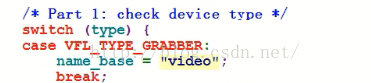 /* Part 1: check device type */
switch (type) {
case VFL_TYPE_GRABBER:
name_base = "video";
break;